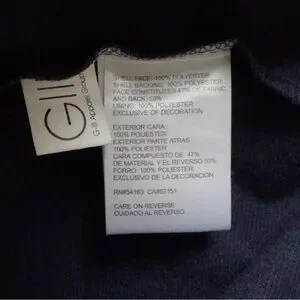 G-III
G-III Apparel Group
SHELL FACE: 100% POLYESTER
SHELL BACKING: 100% POLYESTER
FACE CONSTITUTES 47% OF FABRIC
AND BACK: 53%
LINING: 100% POLYESTER
EXCLUSIVE OF DECORATION
EXTERIOR CARA
100% POLIESTER
EXTERIOR PARTE ATRAS
100% POLIESTER
CARA COMPUESTO DE 47%
DE MATERIAL Y EL REVERSO 53%
FORRO: 100% POLIESTER
EXCLUSIVO DE LA DECORACION
RN#54163 CA#57151
CARE ON REVERSE
CUIDADO AL REVERSO